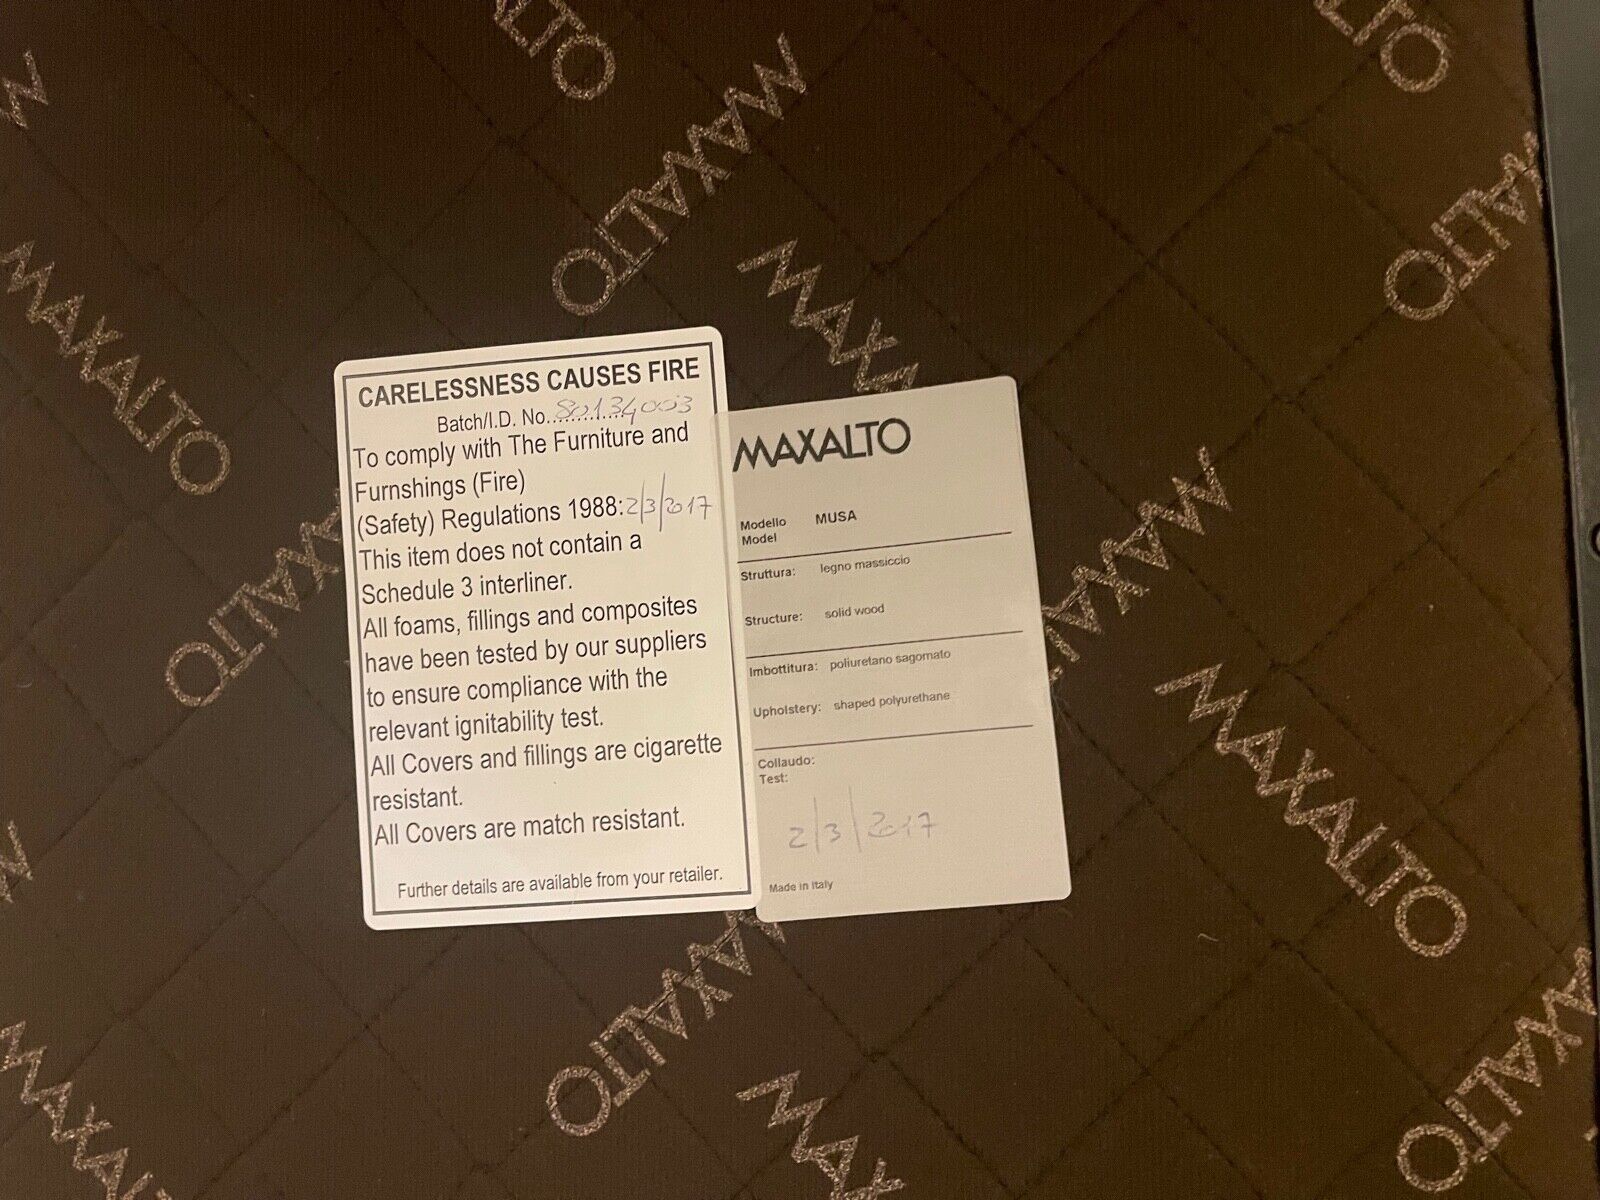 CARELESSNESS CAUSES FIRE
Batch/I.D. No............. 80134003
To comply with The Furniture and
Furnshings (Fire)
(Safety) Regulations 1988: 2/3/2017
This item does not contain a
Schedule 3 interliner.
All foams, fillings and composites
have been tested by our suppliers
to ensure compliance with the
relevant ignitability test.
All Covers and fillings are cigarette
resistant.
All Covers are match resistant.
Further details are available from your retailer.
MAXALTO
Modello MUSA
Model
Struttura: legno massiccio
Structure: solid wood
Imbottitura: poliuretano sagomato
Upholstery: shaped polyurethane
Collaudo:
Test:
2/3/2017
Made in Italy
MAXALTO
MAXALTO
MAXALTO
MAXALTO
MAXALTO
MAXALTO
MAXALTO